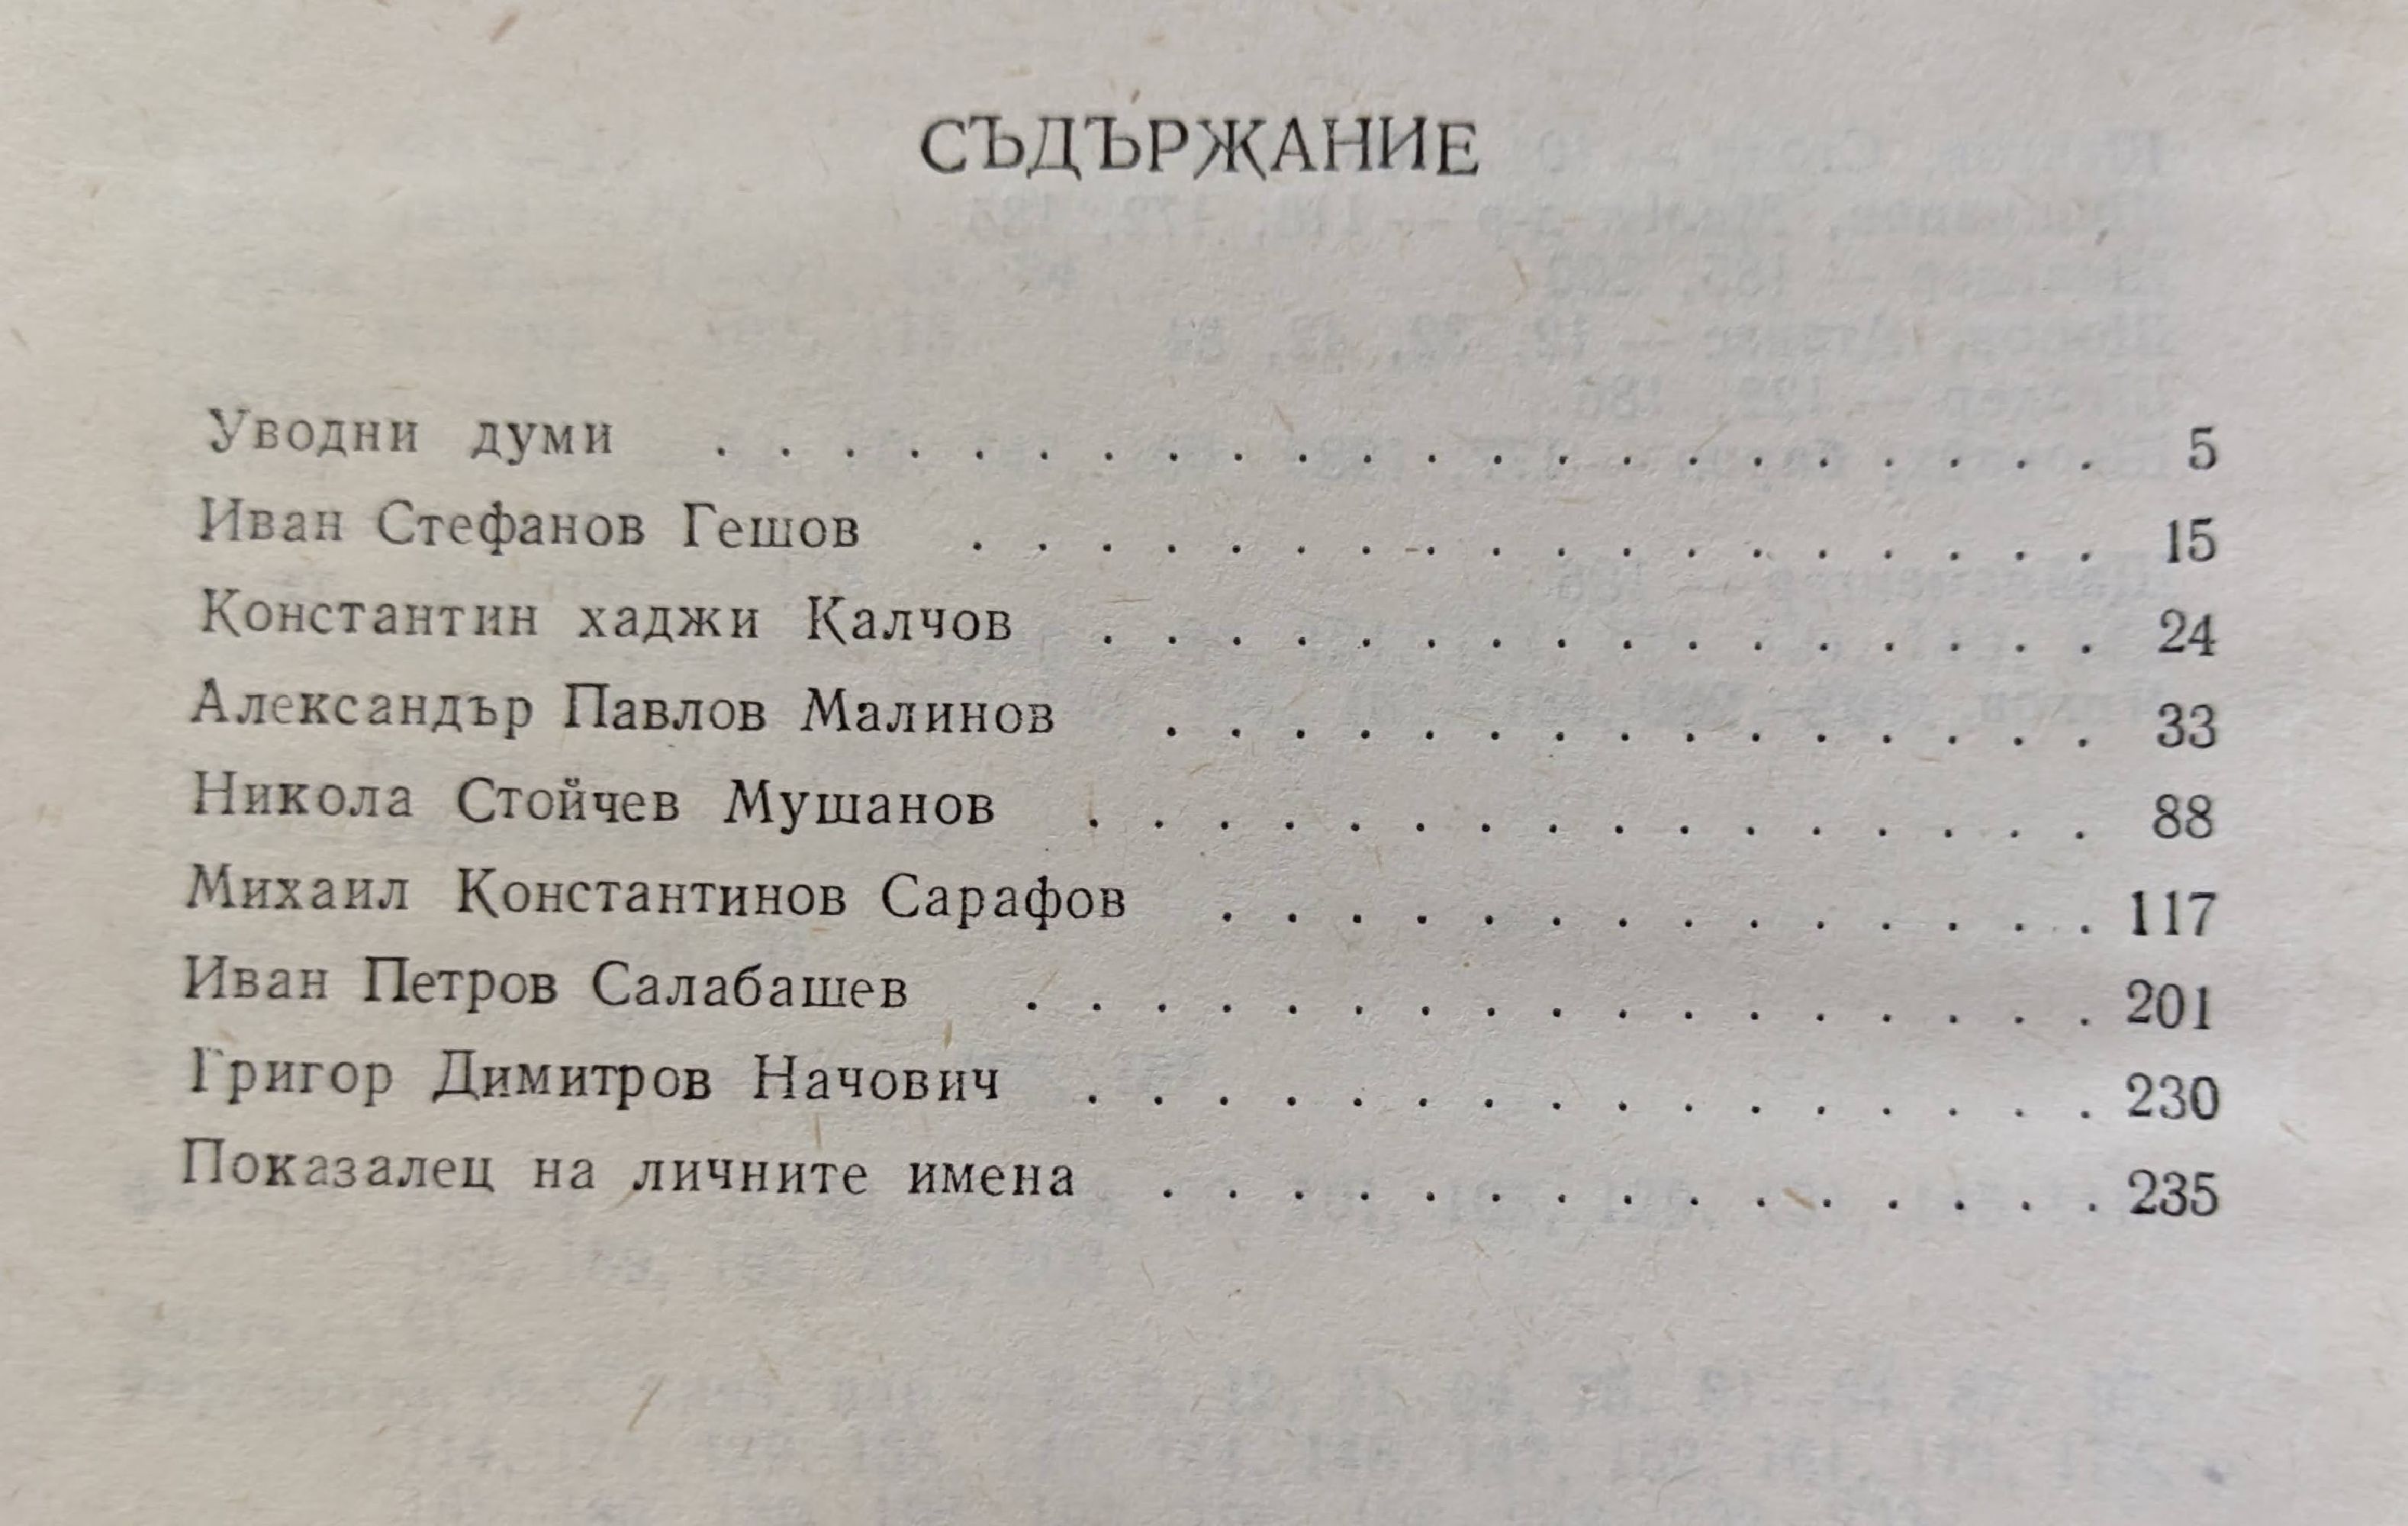 СЪДЪРЖАНИЕ
Уводни думи . . . . . . . . . . . . . . . . . . . . . . 5
Иван Стефанов Гешов . . . . . . . . . . . . . . . . . . 15
Константин хаджи Калчов . . . . . . . . . . . . . . . . 24
Александър Павлов Малинов . . . . . . . . . . . . . . . 33
Никола Стойчев Мушанов . . . . . . . . . . . . . . . . 88
Михаил Константинов Сарафов . . . . . . . . . . . . . . 117
Иван Петров Салабашев . . . . . . . . . . . . . . . . . 201
Григор Димитров Начович . . . . . . . . . . . . . . . . 230
Показалец на личните имена . . . . . . . . . . . . . . . 235